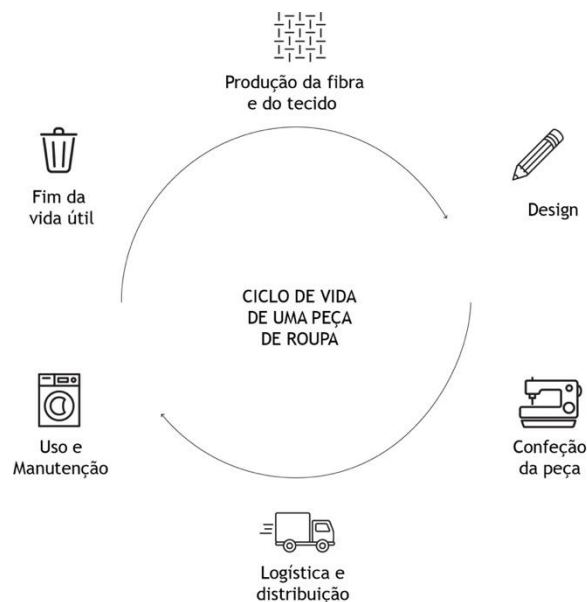 Produção da fibra
e do tecido
Design
Confeção
da peça
Logística e
distribuição
Uso e
Manutenção
Fim da
vida útil
CICLO DE VIDA
DE UMA PEÇA
DE ROUPA